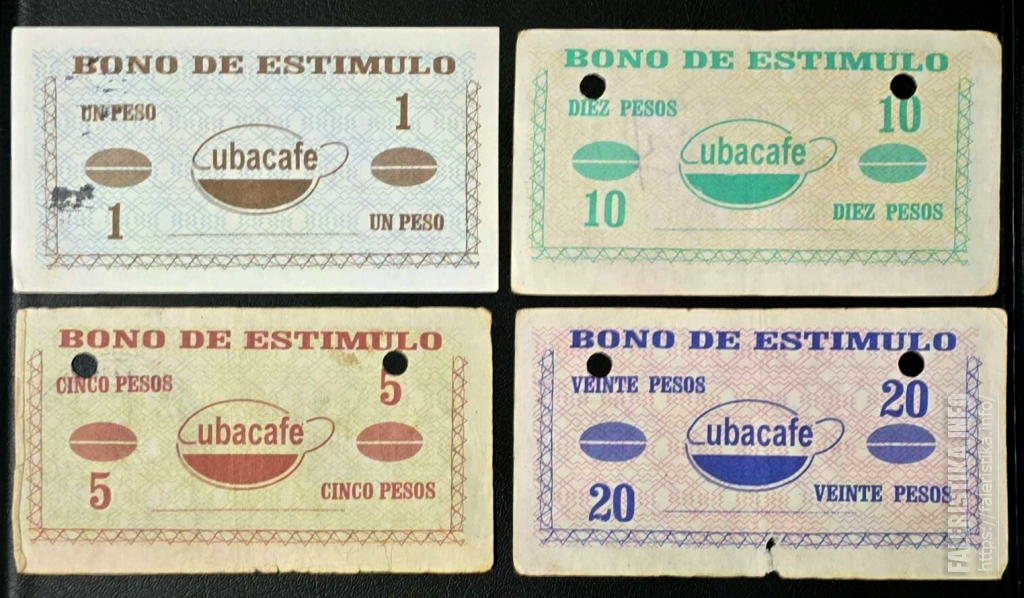 BONO DE ESTIMULO
UN PESO
1
ubacafe
1
UN PESO
BONO DE ESTIMULO
DIEZ PESOS
10
ubacafe
10
DIEZ PESOS
BONO DE ESTIMULO
CINCO PESOS
5
ubacafe
5
CINCO PESOS
BONO DE ESTIMULO
VEINTE PESOS
20
ubacafe
20
VEINTE PESOS
FALERISTIKA.INFO
https://faleristika.info/